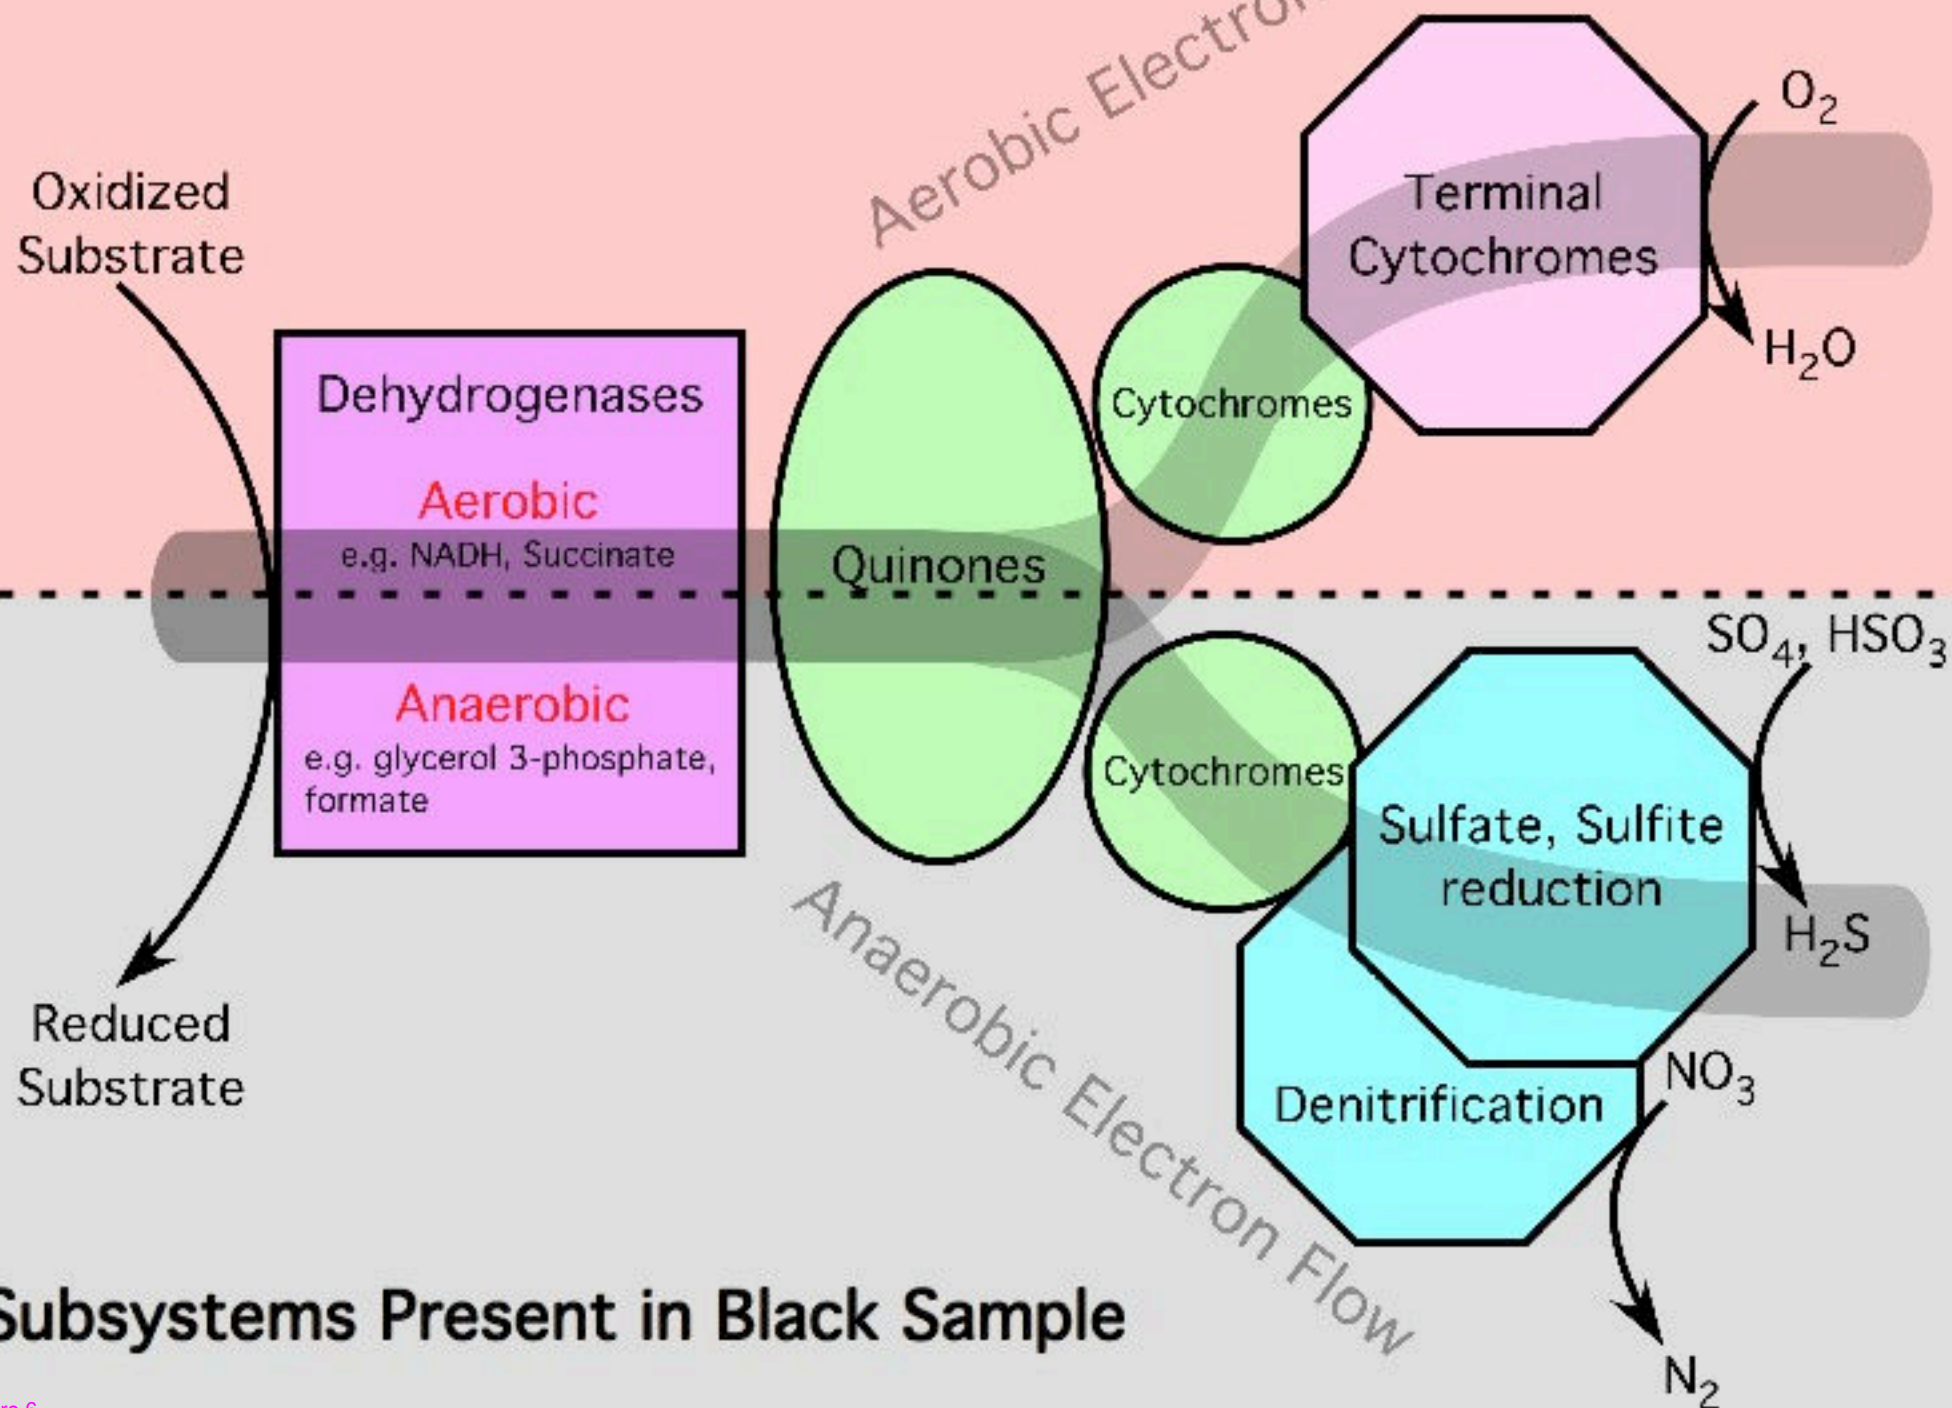 Aerobic Electron
O2
Oxidized
Substrate
Terminal
Cytochromes
H2O
Dehydrogenases
Cytochromes
Aerobic
e.g. NADH, Succinate
Quinones
SO4, HSO3
Anaerobic
e.g. glycerol 3-phosphate,
formate
Cytochromes
Sulfate, Sulfite
reduction
H2S
Anaerobic Electron Flow
Reduced
Substrate
NO3
Denitrification
Subsystems Present in Black Sample
N2